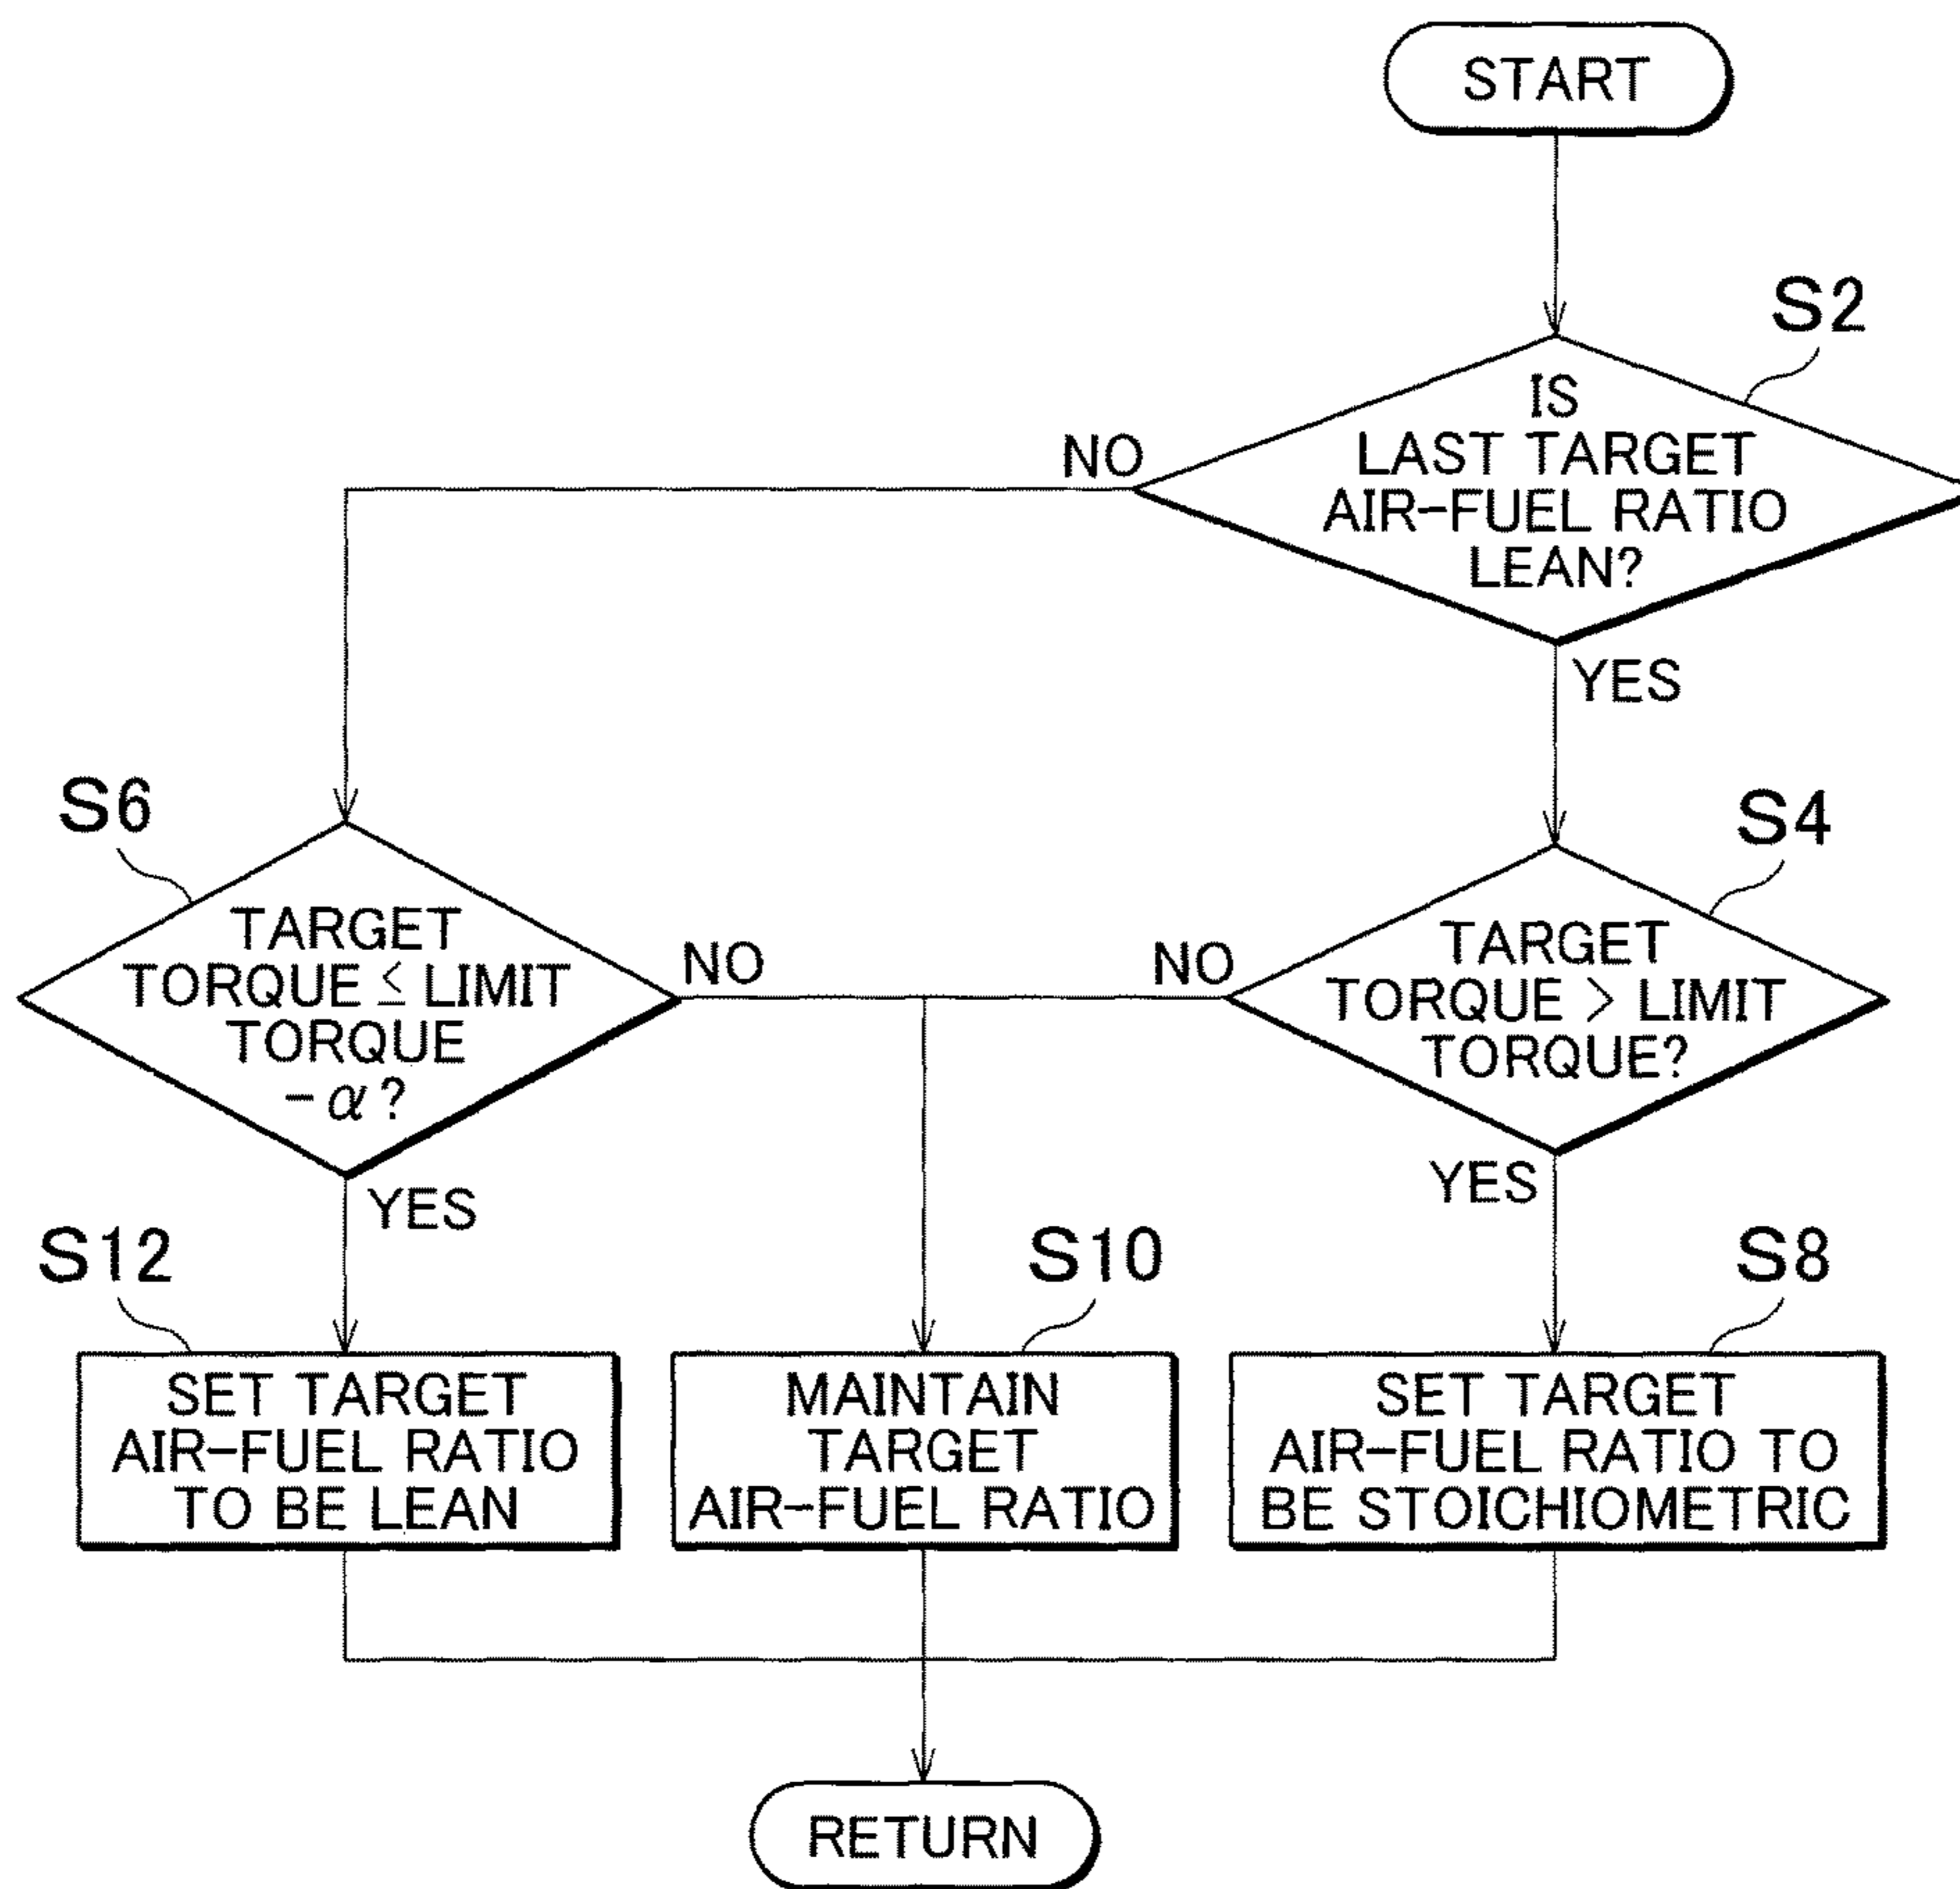 START
S2
IS
LAST TARGET
AIR-FUEL RATIO
LEAN?
NO
YES
S6
TARGET
TORQUE ≤ LIMIT
TORQUE
-α?
NO
YES
S4
TARGET
TORQUE > LIMIT
TORQUE?
NO
YES
S12
SET TARGET
AIR-FUEL RATIO
TO BE LEAN
S10
MAINTAIN
TARGET
AIR-FUEL RATIO
S8
SET TARGET
AIR-FUEL RATIO TO
BE STOICHIOMETRIC
RETURN